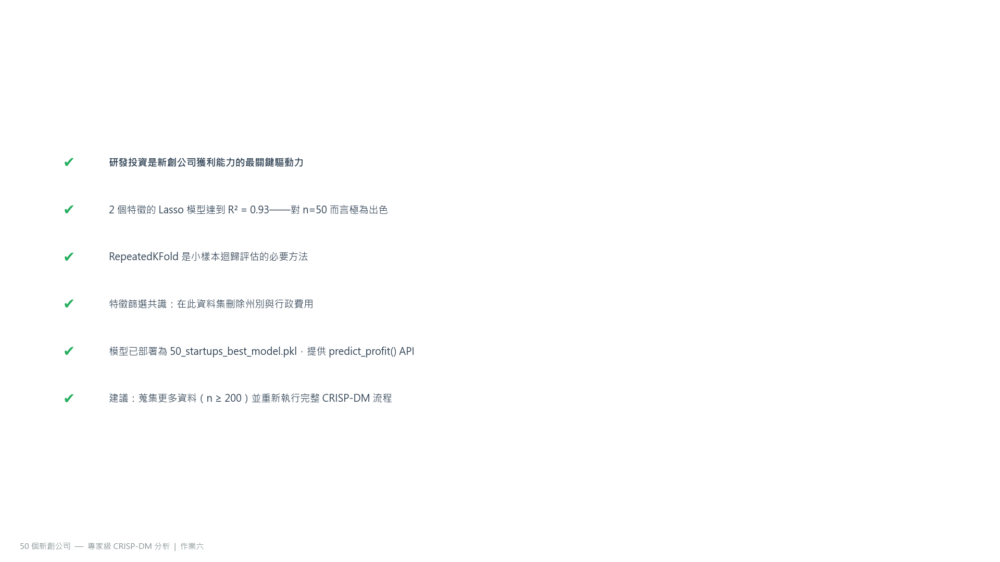 ✔ 研發投資是新創公司獲利能力的最關鍵驅動力
✔ 2 個特徵的 Lasso 模型達到 R² = 0.93——對 n=50 而言極為出色
✔ RepeatedKFold 是小樣本迴歸評估的必要方法
✔ 特徵篩選共識：在此資料集刪除州別與行政費用
✔ 模型已部署為 50_startups_best_model.pkl，提供 predict_profit() API
✔ 建議：蒐集更多資料（n ≥ 200）並重新執行完整 CRISP-DM 流程
50 個新創公司 — 專家級 CRISP-DM 分析 | 作業六